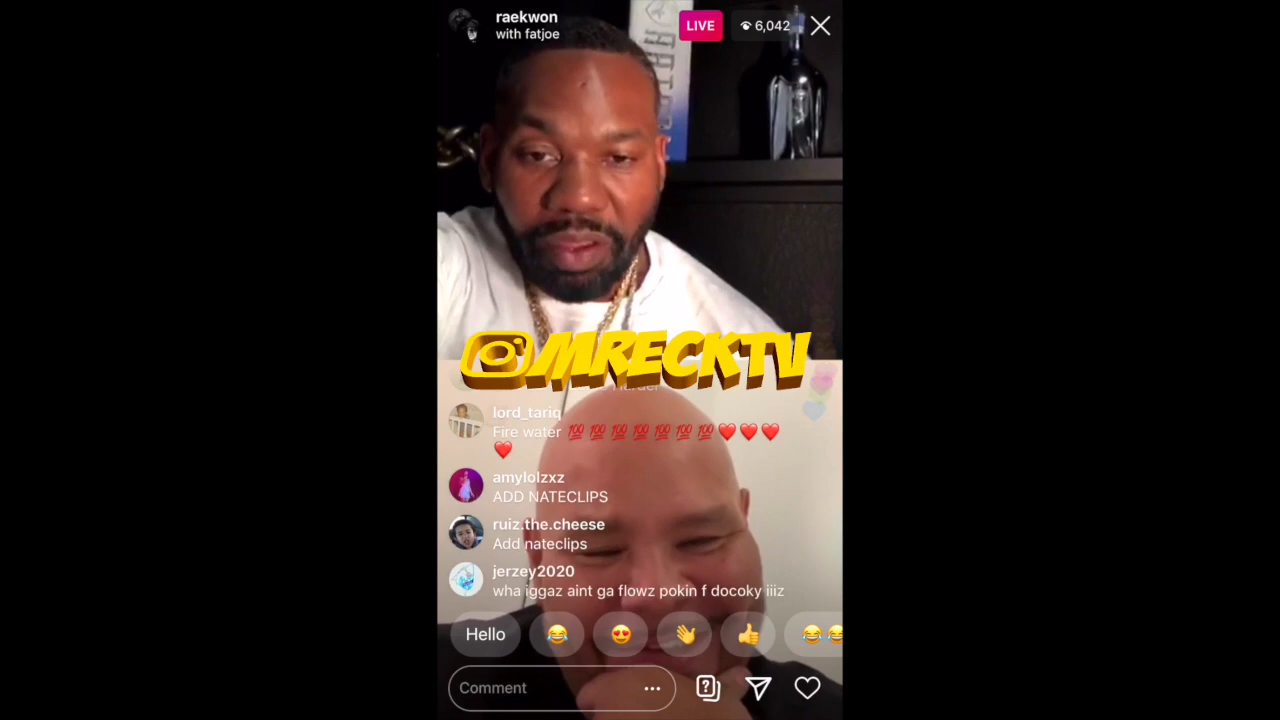 raekwon
with fatjoe
LIVE
6,042
MRECKTV
Harder
lord_tariq
Fire water 💯💯💯💯💯💯💯❤️❤️❤️
❤️
amylolzxz
ADD NATECLIPS
ruiz.the.cheese
Add nateclips
jerzey2020
wha iggaz aint ga flowz pokin f docoky iiiz
Hello 😂 😍 👋 👍 😂😂
Comment